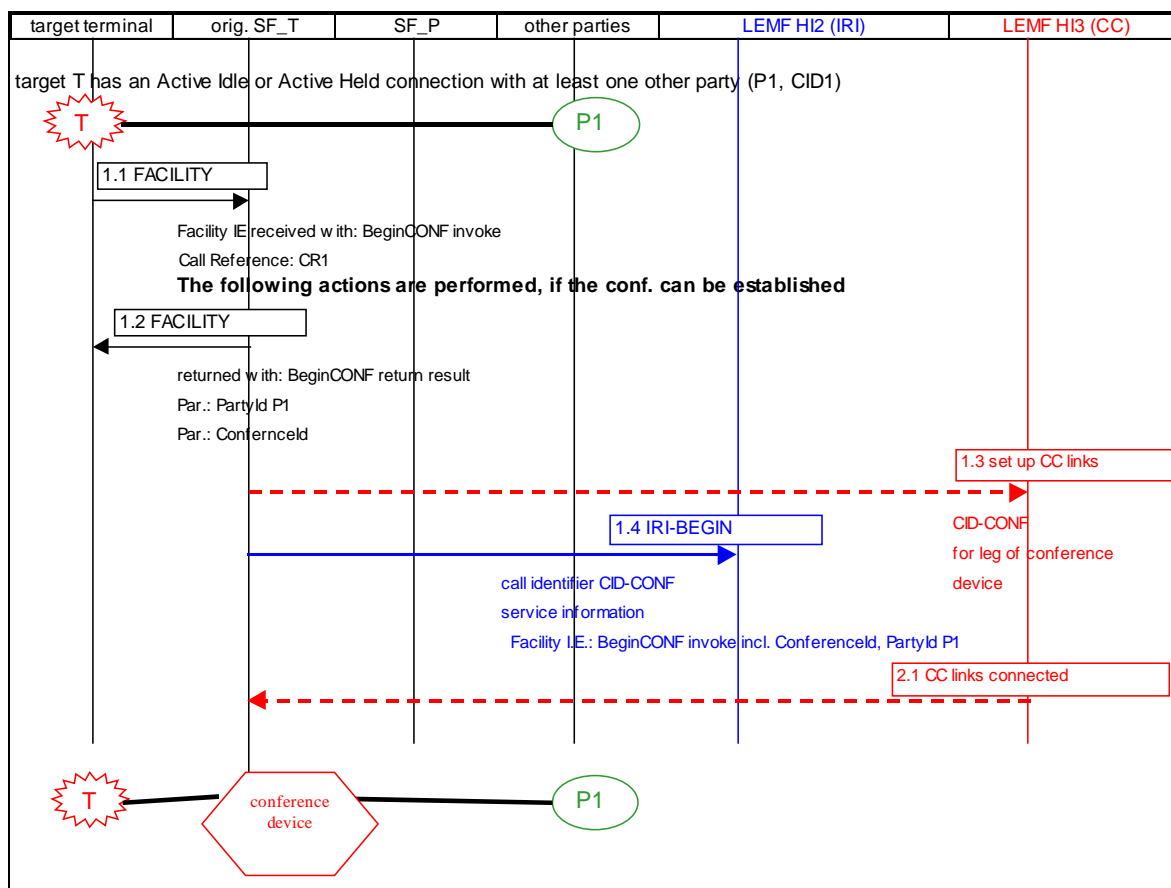 target terminal
orig. SF_T
SF_P
other parties
LEMF HI2 (IRI)
LEMF HI3 (CC)
target T has an Active Idle or Active Held connection with at least one other party (P1, CID1)
T
P1
1.1 FACILITY
Facility IE received with: BeginCONF invoke
Call Reference: CR1
The following actions are performed, if the conf. can be established
1.2 FACILITY
returned with: BeginCONF return result
Par.: PartyId P1
Par.: ConfernceId
1.3 set up CC links
1.4 IRI-BEGIN
CID-CONF
for leg of conference
device
call identifier CID-CONF
service information
Facility I.E.: BeginCONF invoke incl. ConferenceId, PartyId P1
2.1 CC links connected
T
conference
device
P1